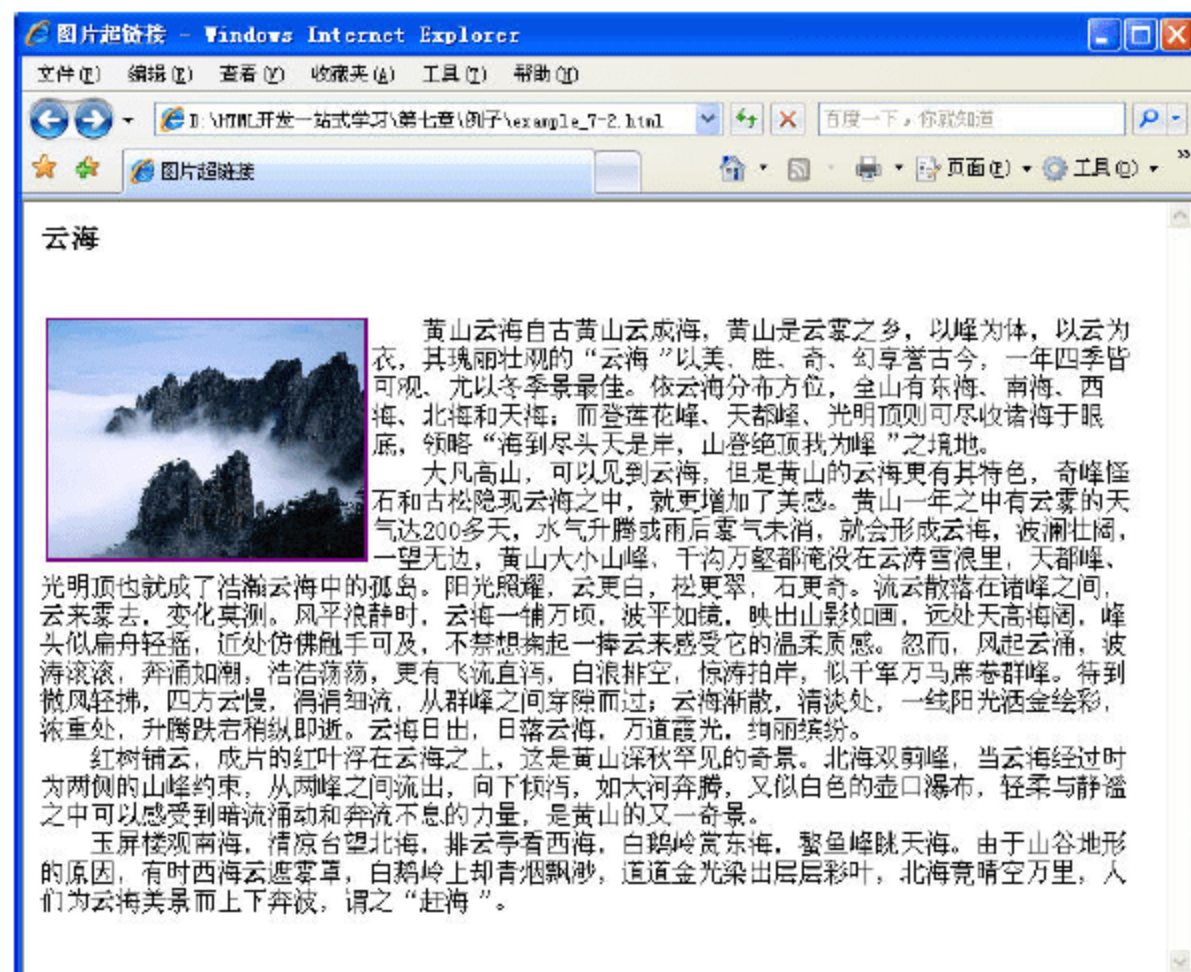 图片超链接 - Windows Internet Explorer
文件(F) 编辑(E) 查看(V) 收藏夹(A) 工具(T) 帮助(H)
D:\HTML开发一站式学习\第七章\例子\example_7-2.html 百度一下，你就知道
图片超链接 页面(P) 工具(O) »
云海
黄山云海自古黄山云成海，黄山是云雾之乡，以峰为体，以云为
衣，其瑰丽壮观的“云海”以美、胜、奇、幻享誉古今，一年四季皆
可观、尤以冬季景最佳。依云海分布方位，全山有东海、南海、西
海、北海和天海；而登莲花峰、天都峰、光明顶则可尽收诸海于眼
底，领略“海到尽头天是岸，山登绝顶我为峰”之境地。
大凡高山，可以见到云海，但是黄山的云海更有其特色，奇峰怪
石和古松隐现云海之中，就更增加了美感。黄山一年之中有云雾的天
气达200多天，水气升腾或雨后雾气未消，就会形成云海，波澜壮阔，
一望无边，黄山大小山峰、千沟万壑都淹没在云涛雪浪里，天都峰、
光明顶也就成了浩瀚云海中的孤岛。阳光照耀，云更白，松更翠，石更奇。流云散落在诸峰之间，
云来雾去，变化莫测。风平浪静时，云海一铺万顷，波平如镜，映出山影如画，远处天高海阔，峰
头似扁舟轻摇，近处仿佛触手可及，不禁想掬起一捧云来感受它的温柔质感。忽而，风起云涌，波
涛滚滚，奔涌如潮，浩浩荡荡，更有飞流直泻，白浪排空，惊涛拍岸，似千军万马席卷群峰。待到
微风轻拂，四方云慢，涓涓细流，从群峰之间穿隙而过；云海渐散，清淡处，一线阳光洒金绘彩，
浓重处，升腾跌宕稍纵即逝。云海日出，日落云海，万道霞光，绚丽缤纷。
红树铺云，成片的红叶浮在云海之上，这是黄山深秋罕见的奇景。北海双剪峰，当云海经过时
为两侧的山峰约束，从两峰之间流出，向下倾泻，如大河奔腾，又似白色的壶口瀑布，轻柔与静谧
之中可以感受到暗流涌动和奔流不息的力量，是黄山的又一奇景。
玉屏楼观南海，清凉台望北海，排云亭看西海，白鹅岭赏东海，鳌鱼峰眺天海。由于山谷地形
的原因，有时西海云遮雾罩，白鹅岭上却青烟飘渺，道道金光染出层层彩叶，北海竟晴空万里，人
们为云海美景而上下奔波，谓之“赶海”。